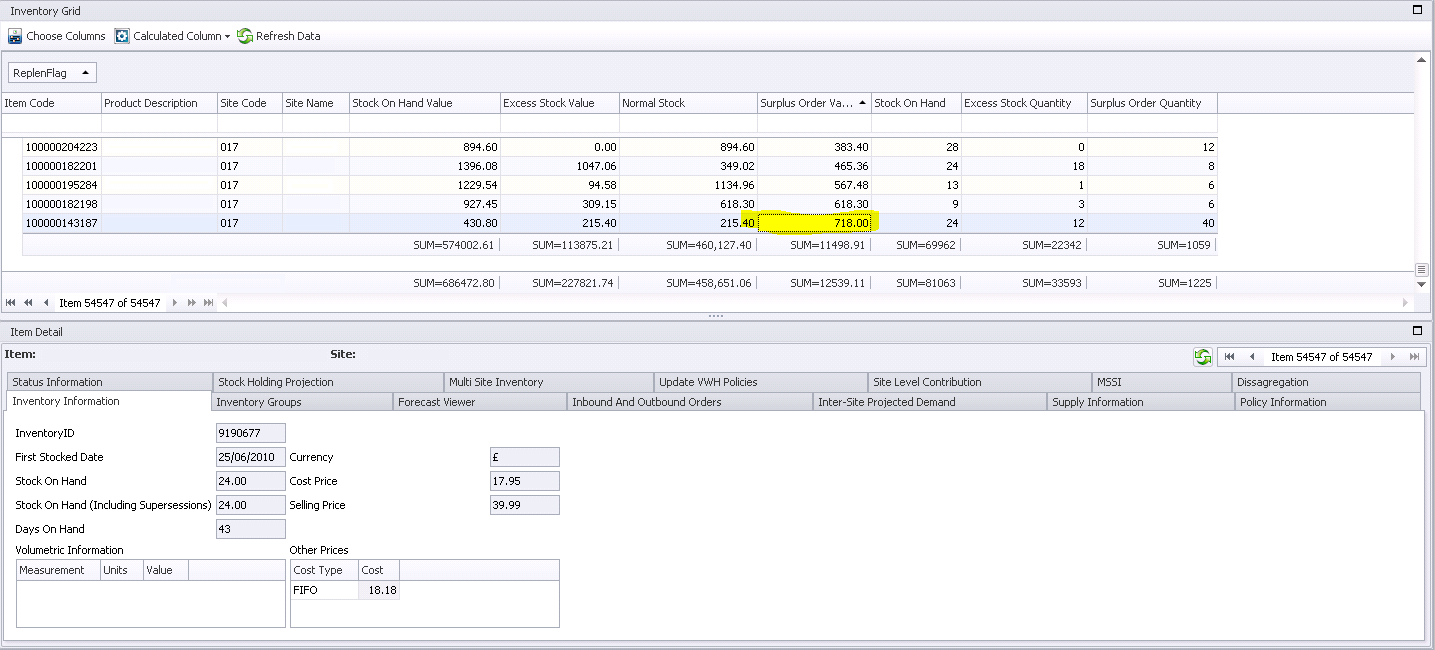 Inventory Grid
Choose Columns Calculated Column Refresh Data
ReplenFlag
Item Code Product Description Site Code Site Name Stock On Hand Value Excess Stock Value Normal Stock Surplus Order Va... Stock On Hand Excess Stock Quantity Surplus Order Quantity
100000204223 017 894.60 0.00 894.60 383.40 28 0 12
100000182201 017 1396.08 1047.06 349.02 465.36 24 18 8
100000195284 017 1229.54 94.58 1134.96 567.48 13 1 6
100000182198 017 927.45 309.15 618.30 618.30 9 3 6
100000143187 017 430.80 215.40 215.40 718.00 24 12 40
SUM=574002.61 SUM=113875.21 SUM=460,127.40 SUM=11498.91 SUM=69962 SUM=22342 SUM=1059
SUM=686472.80 SUM=227821.74 SUM=458,651.06 SUM=12539.11 SUM=81063 SUM=33593 SUM=1225
Item 54547 of 54547
Item Detail
Item: Site: Item 54547 of 54547
Status Information Stock Holding Projection Multi Site Inventory Update VWH Policies Site Level Contribution MSSI Dissagregation
Inventory Information Inventory Groups Forecast Viewer Inbound And Outbound Orders Inter-Site Projected Demand Supply Information Policy Information
InventoryID 9190677
First Stocked Date 25/06/2010 Currency £
Stock On Hand 24.00 Cost Price 17.95
Stock On Hand (Including Supersessions) 24.00 Selling Price 39.99
Days On Hand 43
Volumetric Information Other Prices
Measurement Units Value Cost Type Cost
FIFO 18.18